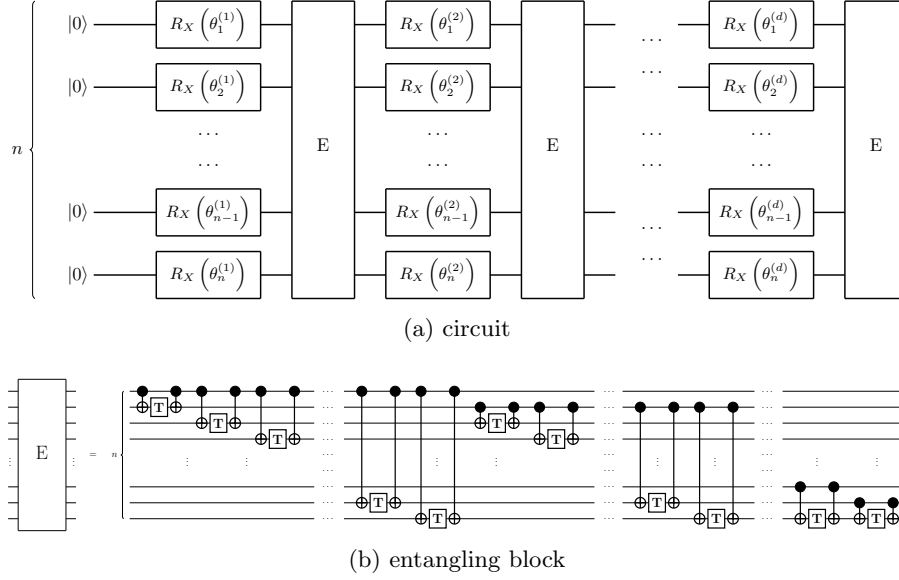 |0⟩ R_X (θ_1^{(1)}) R_X (θ_1^{(2)}) R_X (θ_1^{(d)})
...
|0⟩ R_X (θ_2^{(1)}) R_X (θ_2^{(2)}) ... R_X (θ_2^{(d)})
... ... ... ...
n E E E
... ... ... ...
|0⟩ R_X (θ_{n-1}^{(1)}) R_X (θ_{n-1}^{(2)}) R_X (θ_{n-1}^{(d)})
...
|0⟩ R_X (θ_n^{(1)}) R_X (θ_n^{(2)}) ... R_X (θ_n^{(d)})
(a) circuit
... ... ... ...
T
T T
T T
E = n
T T
T T T T
(b) entangling block